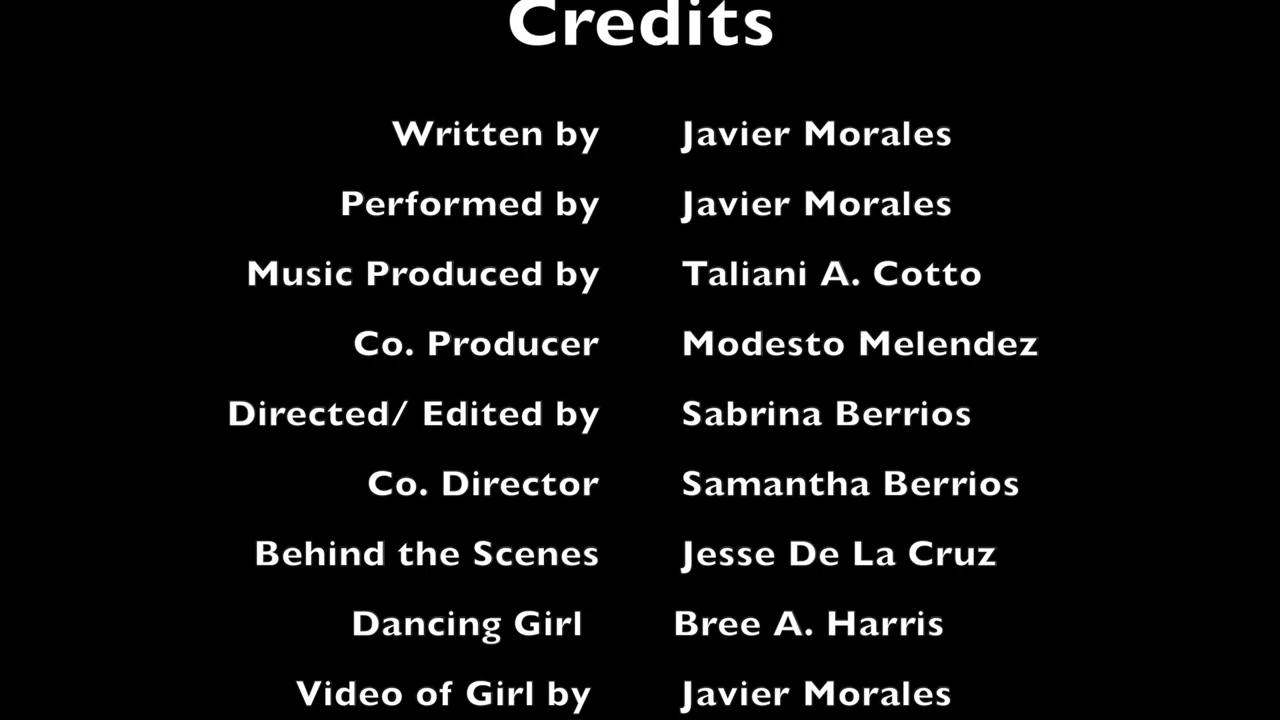 Credits
Written by Javier Morales
Performed by Javier Morales
Music Produced by Taliani A. Cotto
Co. Producer Modesto Melendez
Directed/ Edited by Sabrina Berrios
Co. Director Samantha Berrios
Behind the Scenes Jesse De La Cruz
Dancing Girl Bree A. Harris
Video of Girl by Javier Morales